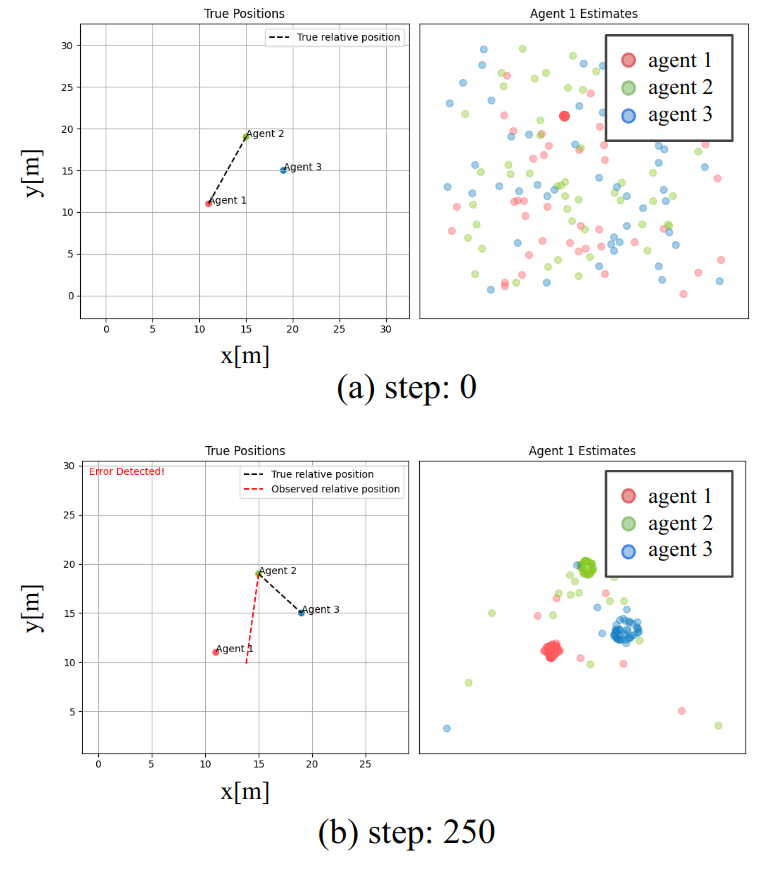 True Positions
Agent 1 Estimates
True relative position
agent 1
agent 2
agent 3
30
25
20
15
10
5
0
y[m]
Agent 2
Agent 3
Agent 1
0 5 10 15 20 25 30
x[m]
(a) step: 0
True Positions
Agent 1 Estimates
Error Detected!
True relative position
Observed relative position
agent 1
agent 2
agent 3
30
25
20
15
10
5
y[m]
Agent 2
Agent 3
Agent 1
0 5 10 15 20 25
x[m]
(b) step: 250